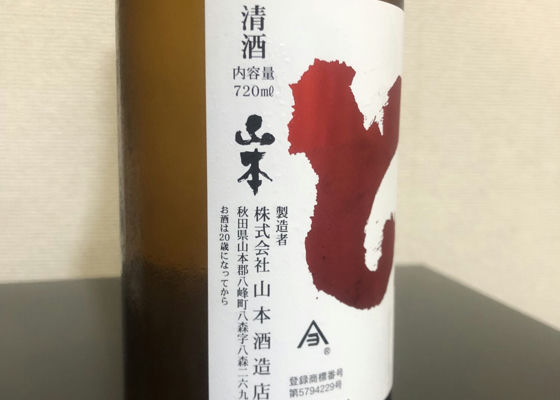 清酒
内容量
720ml
山本
製造者
株式会社 山本酒造店
秋田県山本郡八峰町八森字八森二六九
お酒は20歳になってから
ヨ
®
登録商標番号
第5794229号